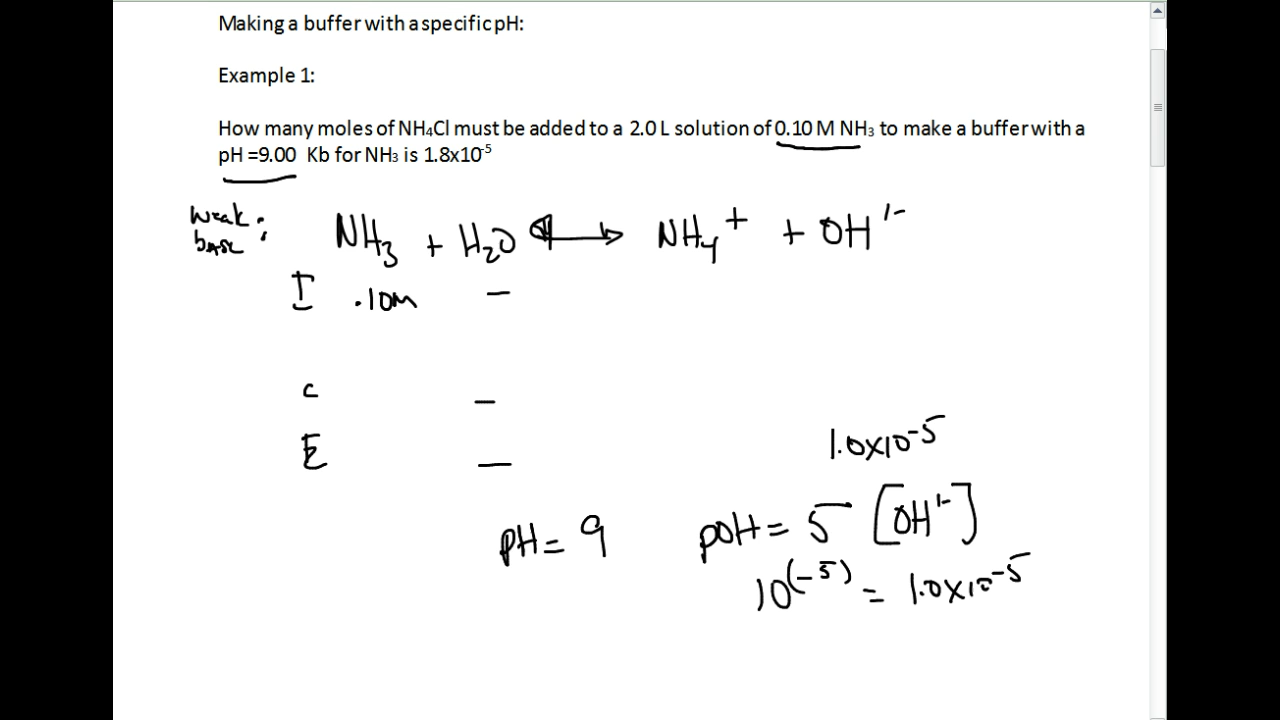 Making a buffer with a specific pH:
Example 1:
How many moles of NH₄Cl must be added to a 2.0 L solution of 0.10 M NH₃ to make a buffer with a
pH =9.00 Kb for NH₃ is 1.8x10⁻⁵
Weak :
base
NH₃ + H₂O ⟷ NH₄⁺ + OH¹⁻
I .10M –
C –
E –
1.0x10⁻⁵
pH = 9 pOH = 5 [OH¹⁻]
10⁽⁻⁵⁾ = 1.0x10⁻⁵